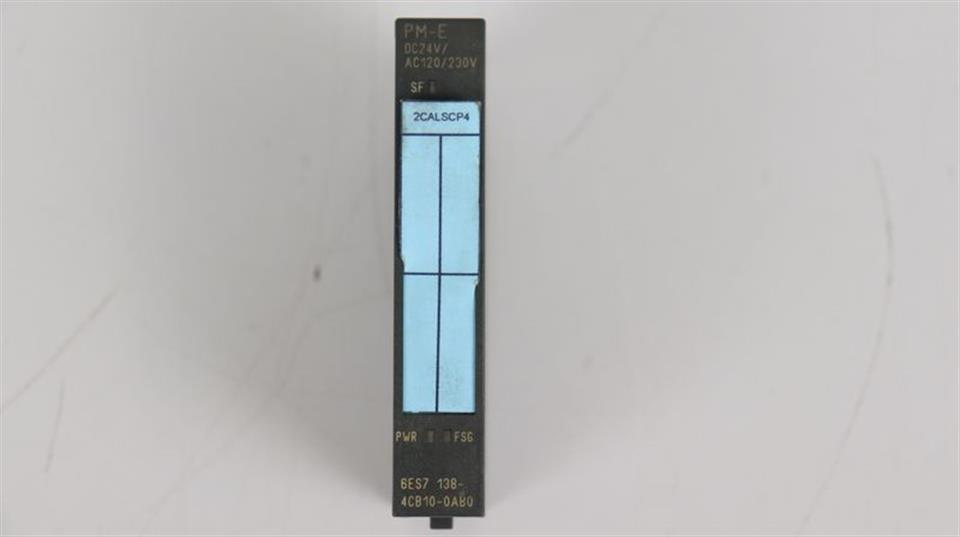 PM-E
DC24V/
AC120/230V
SF
2CALSCP4
PWR FSG
6ES7 138-
4CB10-0AB0